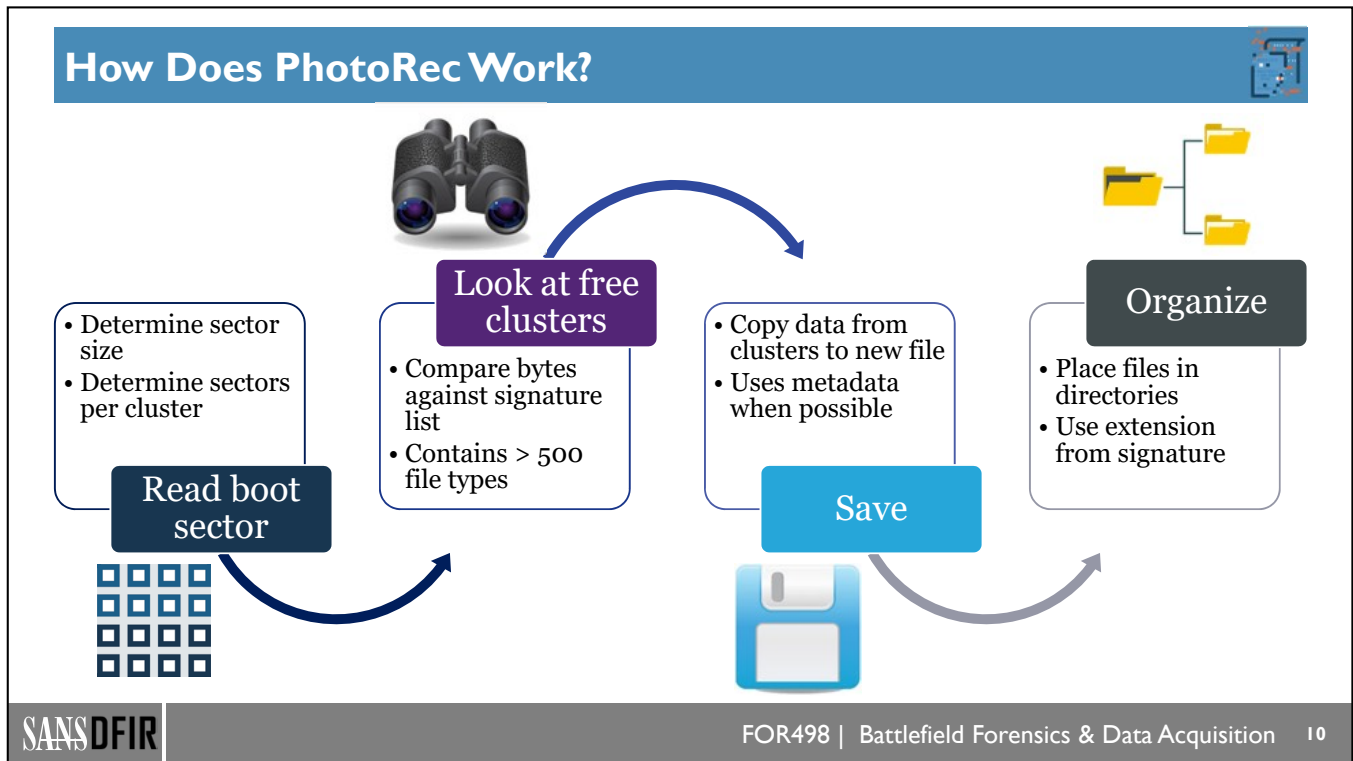 How Does PhotoRec Work?
• Determine sector
size
• Determine sectors
per cluster
Read boot
sector
Look at free
clusters
• Compare bytes
against signature
list
• Contains > 500
file types
• Copy data from
clusters to new file
• Uses metadata
when possible
Save
Organize
• Place files in
directories
• Use extension
from signature
SANS DFIR
FOR498 | Battlefield Forensics & Data Acquisition 10